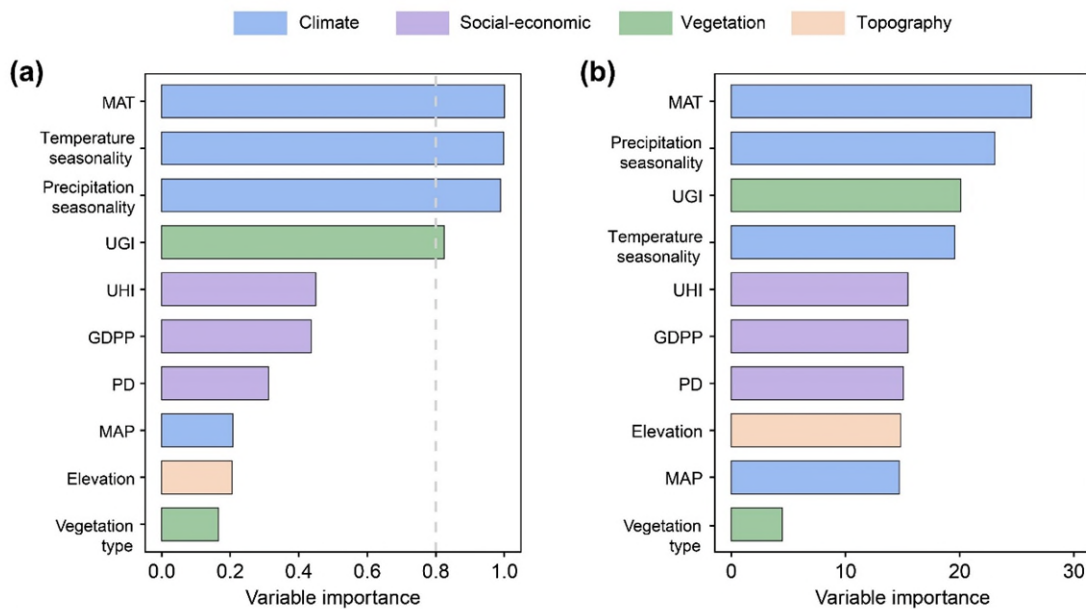 Climate Social-economic Vegetation Topography
(a)
MAT
Temperature
seasonality
Precipitation
seasonality
UGI
UHI
GDPP
PD
MAP
Elevation
Vegetation
type
0.0 0.2 0.4 0.6 0.8 1.0
Variable importance
(b)
MAT
Precipitation
seasonality
UGI
Temperature
seasonality
UHI
GDPP
PD
Elevation
MAP
Vegetation
type
0 10 20 30
Variable importance